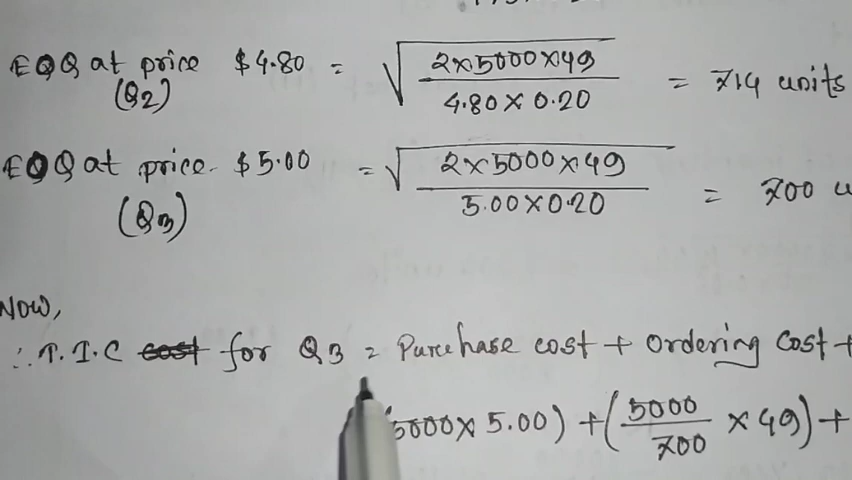 EOQ at price $4.80 = √(2×5000×49 / 4.80×0.20) = 714 units
(Q2)
EOQ at price. $5.00 = √(2×5000×49 / 5.00×0.20) = 700 u
(Q3)
Now,
∴ T.I.C cost for Q3 = Purchase cost + Ordering Cost +
5000×5.00) + (5000/700 × 49) +